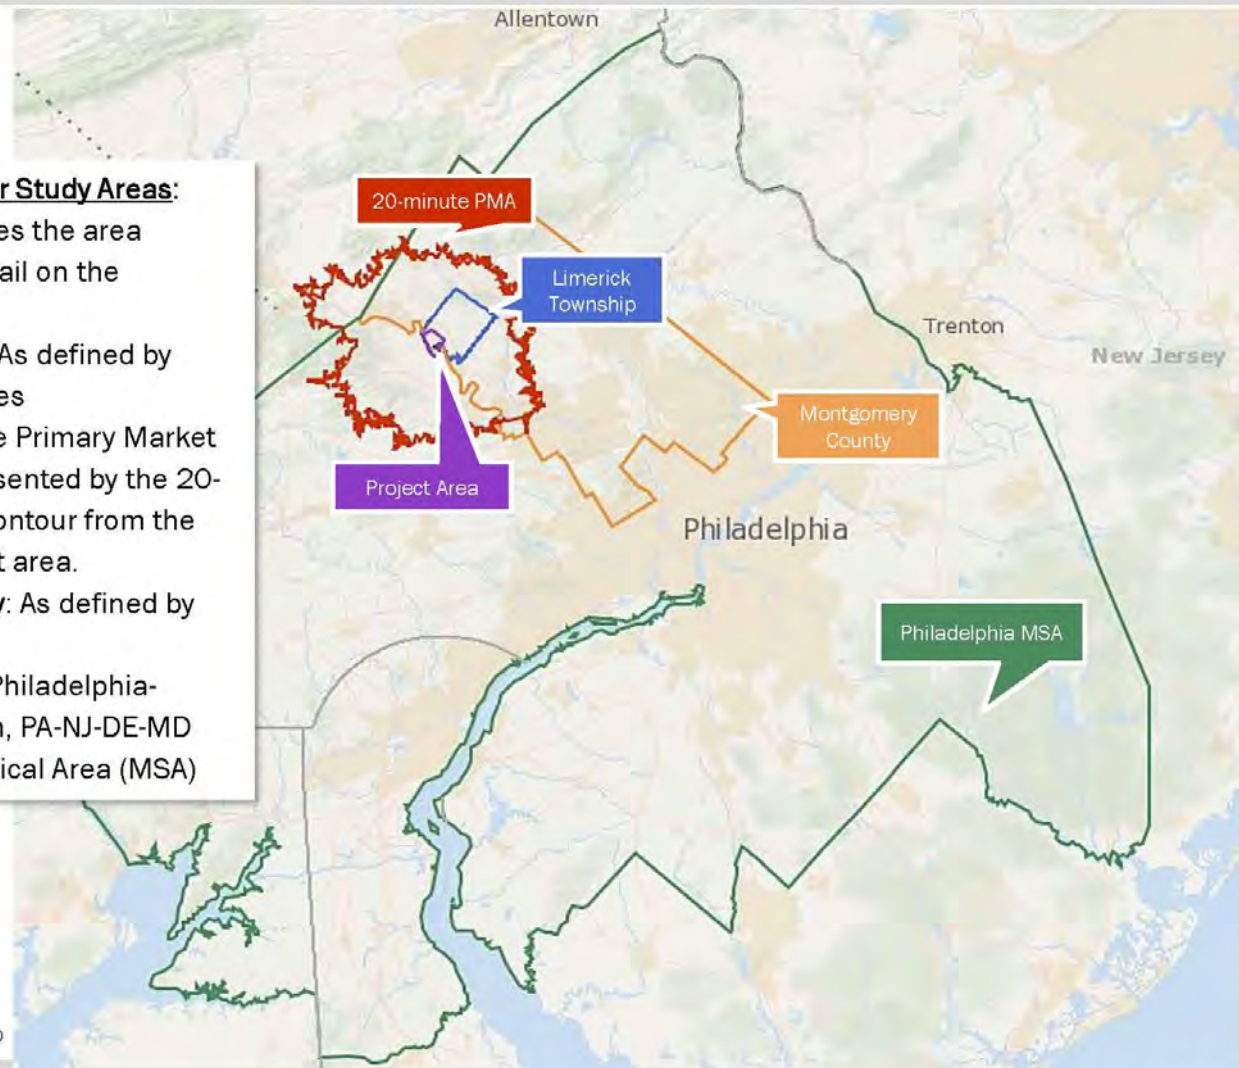 Allentown
r Study Areas:
es the area
ail on the
As defined by
es
e Primary Market
sented by the 20-
ontour from the
t area.
y: As defined by
Philadelphia-
n, PA-NJ-DE-MD
ical Area (MSA)
20-minute PMA
Limerick
Township
Trenton
New Jersey
Montgomery
County
Project Area
Philadelphia
Philadelphia MSA